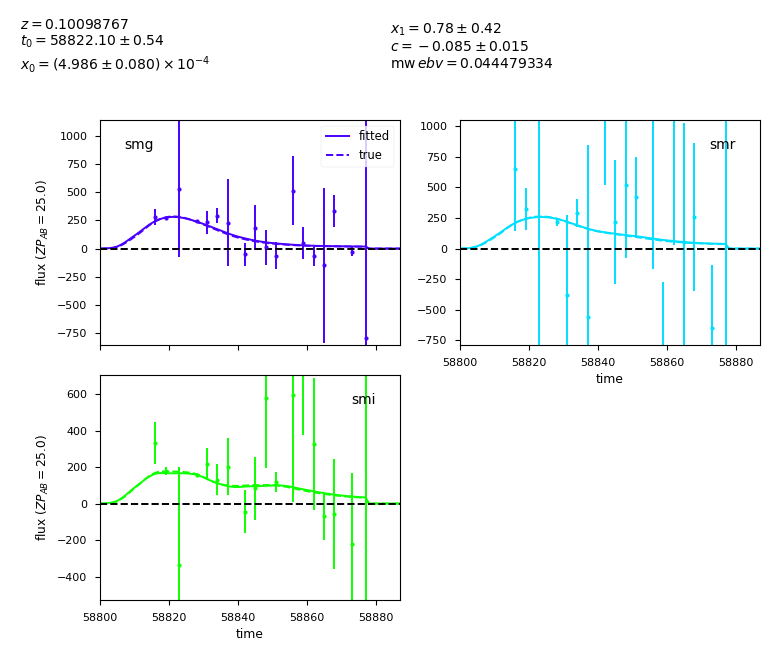 z = 0.10098767
t₀ = 58822.10 ± 0.54
x₀ = (4.986 ± 0.080) × 10⁻⁴
x₁ = 0.78 ± 0.42
c = −0.085 ± 0.015
mw ebv = 0.044479334
smg
fitted
true
1000
750
500
250
0
−250
−500
−750
flux (ZP_AB = 25.0)
smr
1000
750
500
250
0
−250
−500
−750
58800 58820 58840 58860 58880
time
smi
600
400
200
0
−200
−400
flux (ZP_AB = 25.0)
58800 58820 58840 58860 58880
time